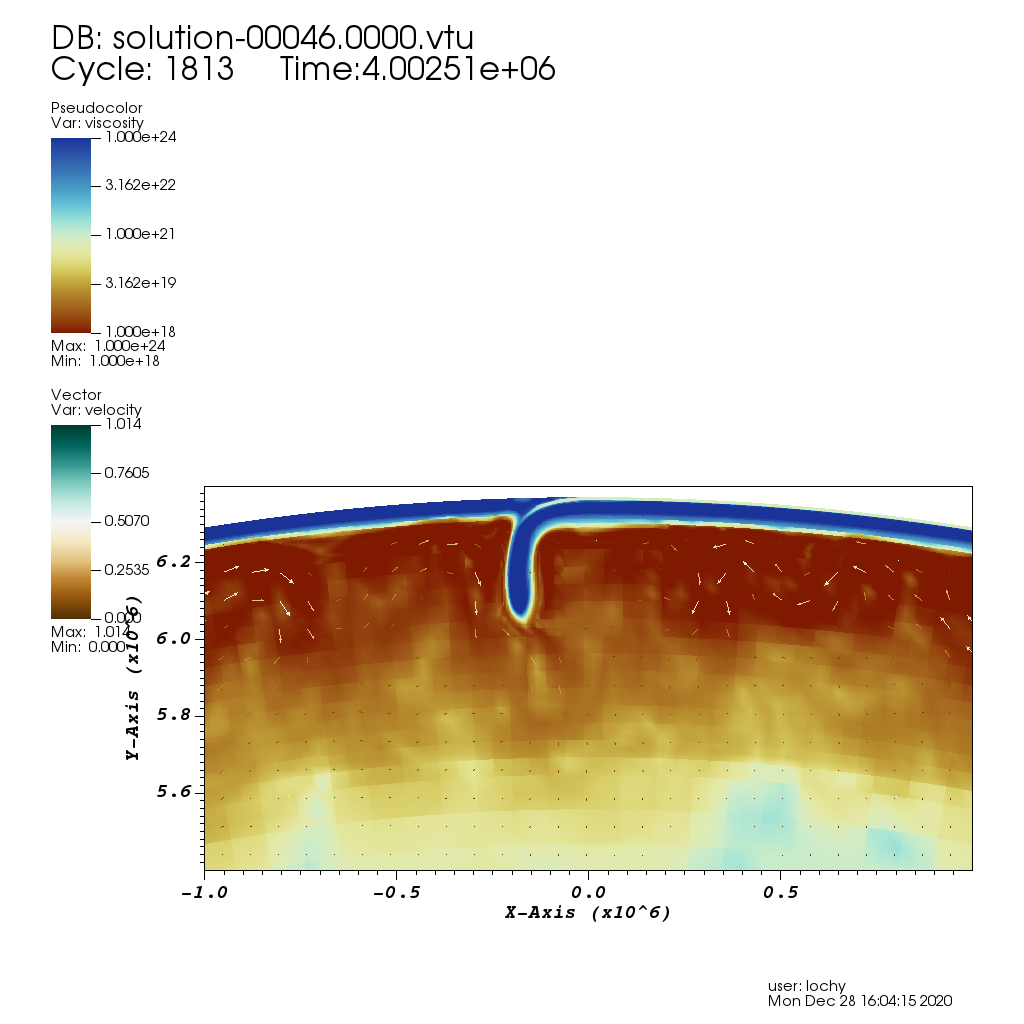 DB: solution-00046.0000.vtu
Cycle: 1813 Time:4.00251e+06
Pseudocolor
Var: viscosity
1.000e+24
3.162e+22
1.000e+21
3.162e+19
1.000e+18
Max: 1.000e+24
Min: 1.000e+18
Vector
Var: velocity
1.014
0.7605
0.5070
0.2535
0.000
Max: 1.014
Min: 0.000
Y-Axis (x10^6)
6.2
6.0
5.8
5.6
-1.0 -0.5 0.0 0.5
X-Axis (x10^6)
user: lochy
Mon Dec 28 16:04:15 2020